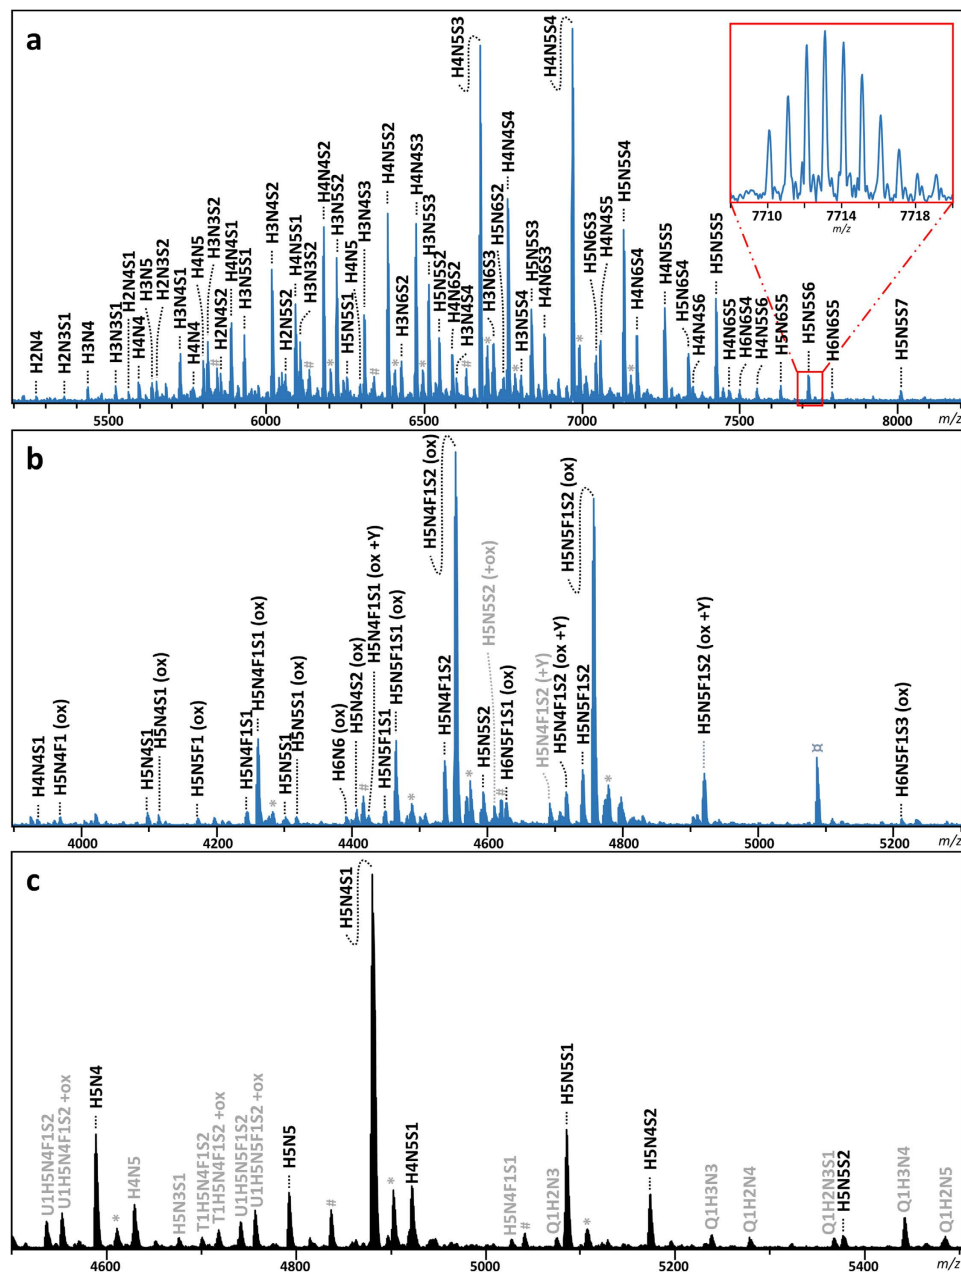 a
H2N4
H2N3S1
H3N4
H3N3S1
H2N4S1
H4N4
H3N5
H2N3S2
H3N4S1
H4N4
H4N5
H3N3S2
#
H2N4S2
H4N4S1
H3N5S1
H3N4S2
H2N5S2
H4N5S1
H3N3S2
#
H4N4S2
*
H3N5S2
H5N5S1
H4N5
H3N4S3
#
H4N5S2
*
H3N6S2
H4N4S3
*
H3N5S3
H5N5S2
H4N6S2
H3N4S4
#
H4N5S3
H3N6S3
*
H5N6S2
H4N4S4
*
H3N5S4
H5N5S3
H4N6S3
H4N5S4
*
H5N6S3
H4N4S5
H5N5S4
*
H4N6S4
H4N5S5
H5N6S4
H4N4S6
H5N5S5
H4N6S5
H6N6S4
H4N5S6
H5N6S5
H5N5S6
H6N6S5
H5N5S7
7710 7714 7718
m/z
5500 6000 6500 7000 7500 8000 m/z
b
H4N4S1
H5N4F1 (ox)
H5N4S1
H5N4S1 (ox)
H5N5F1 (ox)
H5N4F1S1
H5N4F1S1 (ox)
*
H5N5S1
H5N5S1 (ox)
H6N6 (ox)
H5N4S2 (ox)
#
H5N4F1S1 (ox +Y)
H5N5F1S1
H5N5F1S1 (ox)
*
H5N4F1S2
H5N4F1S2 (ox)
*
H5N5S2
H5N5S2 (+ox)
#
H6N5F1S1 (ox)
H5N4F1S2 (+Y)
H5N4F1S2 (ox +Y)
H5N5F1S2
H5N5F1S2 (ox)
*
H5N5F1S2 (ox +Y)
¤
H6N5F1S3 (ox)
4000 4200 4400 4600 4800 5000 5200 m/z
c
U1H5N4F1S2
U1H5N4F1S2 +ox
H5N4
*
H4N5
H5N3S1
T1H5N4F1S2
T1H5N4F1S2 +ox
U1H5N5F1S2
U1H5N5F1S2 +ox
H5N5
#
H5N4S1
*
H4N5S1
H5N4F1S1
#
Q1H2N3
H5N5S1
*
H5N4S2
Q1H3N3
Q1H2N4
Q1H2N3S1
H5N5S2
Q1H3N4
Q1H2N5
4600 4800 5000 5200 5400 m/z